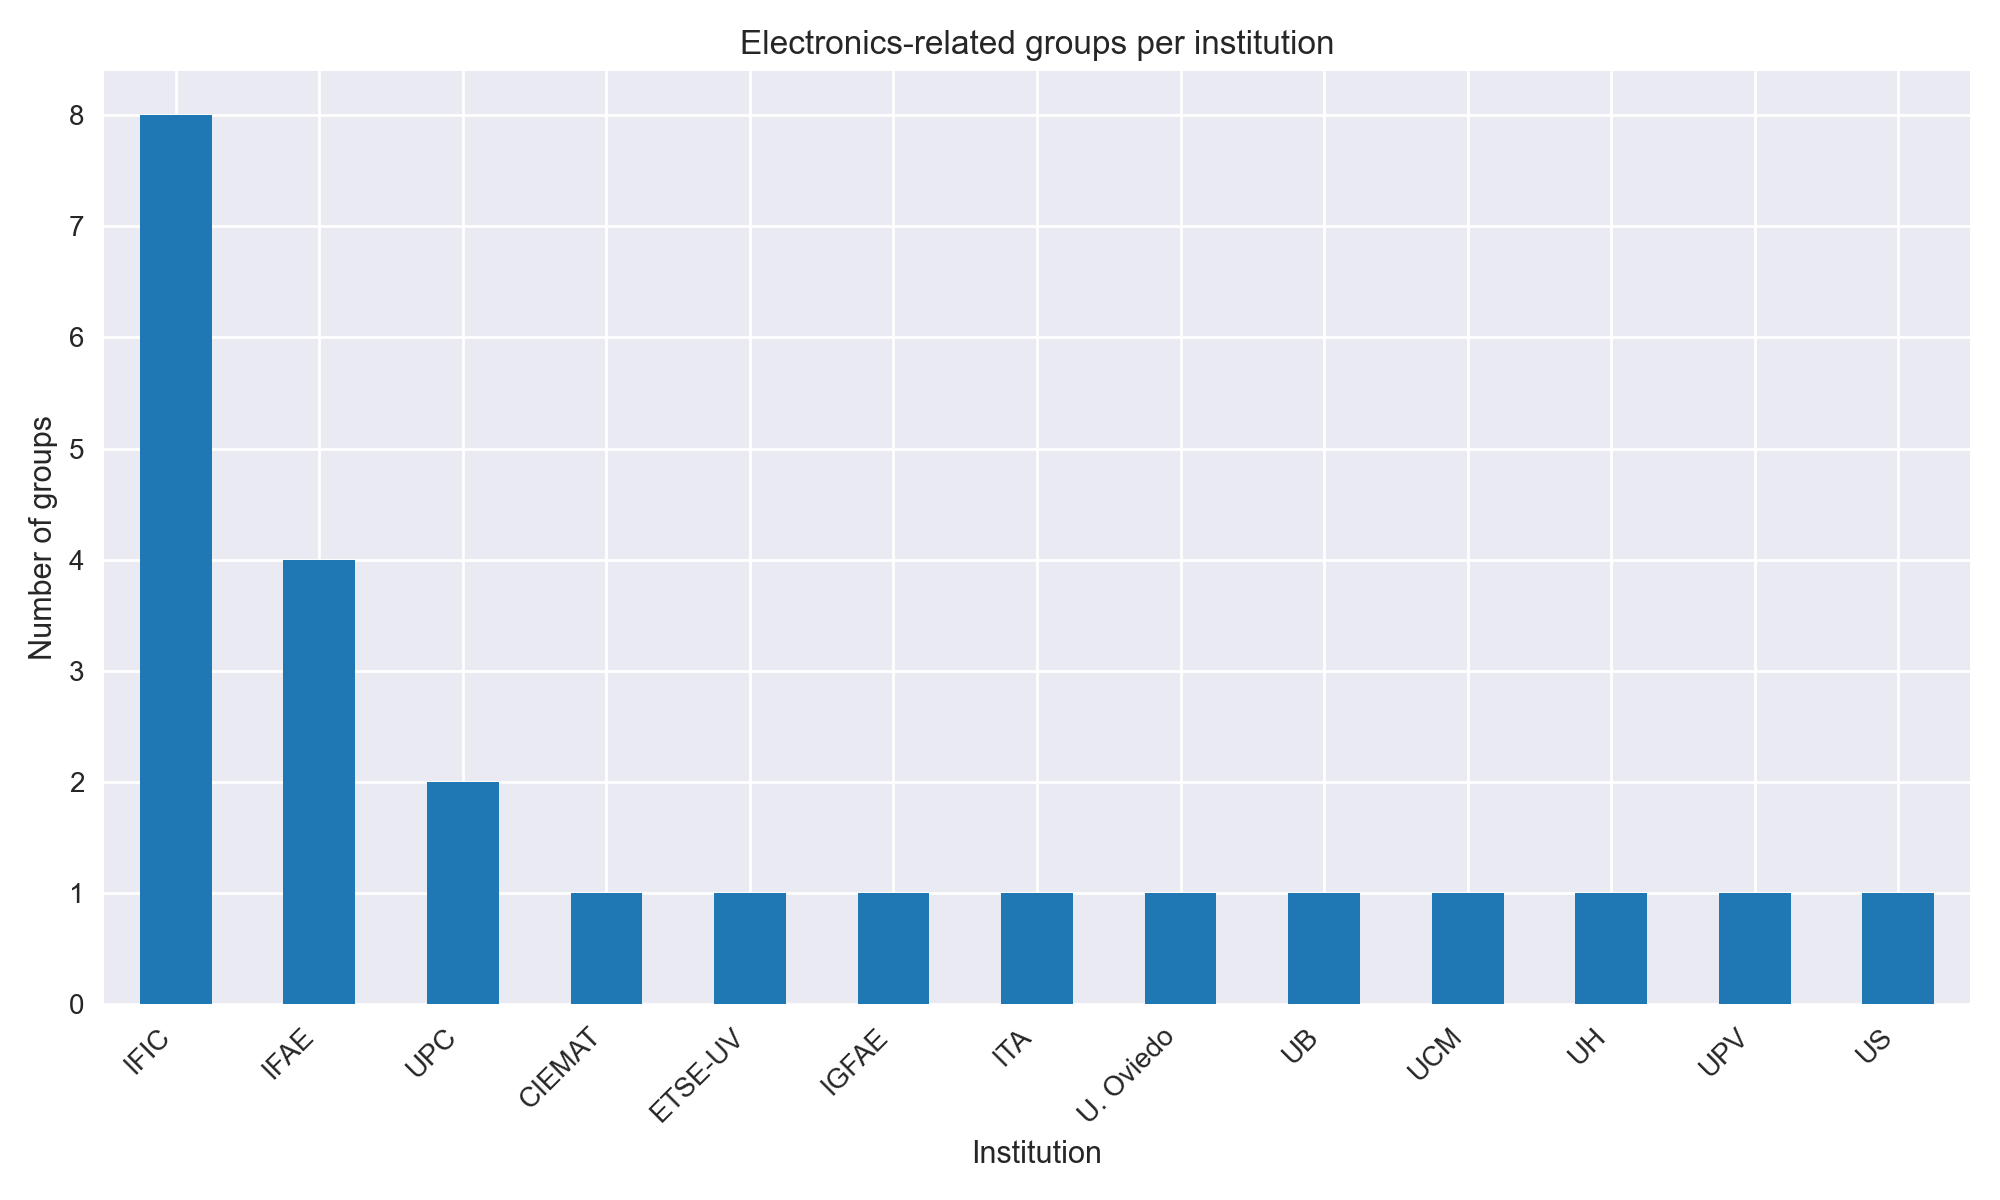 Electronics-related groups per institution
8
7
6
5
4
3
2
1
0
Number of groups
IFIC
IFAE
UPC
CIEMAT
ETSE-UV
IGFAE
ITA
U. Oviedo
UB
UCM
UH
UPV
US
Institution